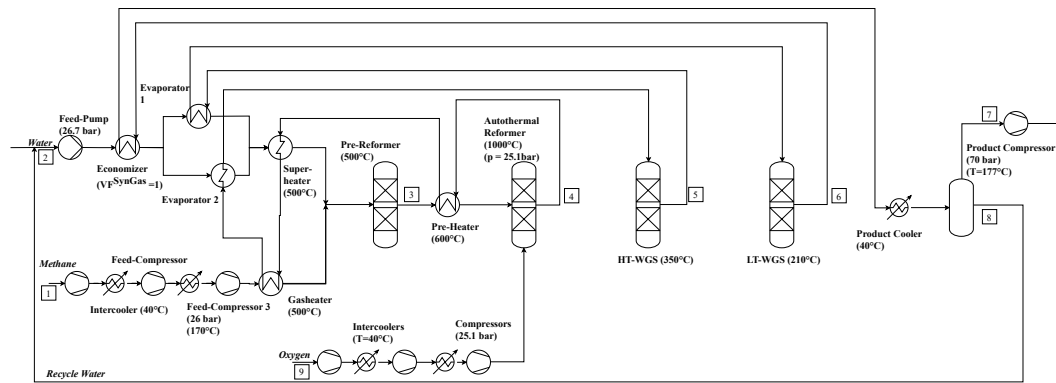 Evaporator
1
Feed-Pump
(26.7 bar)
Water
2
Economizer
(VF SynGas =1)
Evaporator 2
Super-
heater
(500°C)
Pre-Reformer
(500°C)
3
Pre-Heater
(600°C)
Autothermal
Reformer
(1000°C)
(p = 25.1bar)
4
5
HT-WGS (350°C)
6
LT-WGS (210°C)
7
Product Compressor
(70 bar)
(T=177°C)
8
Product Cooler
(40°C)
Methane
1
Feed-Compressor
Intercooler (40°C)
Feed-Compressor 3
(26 bar)
(170°C)
Gasheater
(500°C)
Intercoolers
(T=40°C)
Compressors
(25.1 bar)
Oxygen
9
Recycle Water